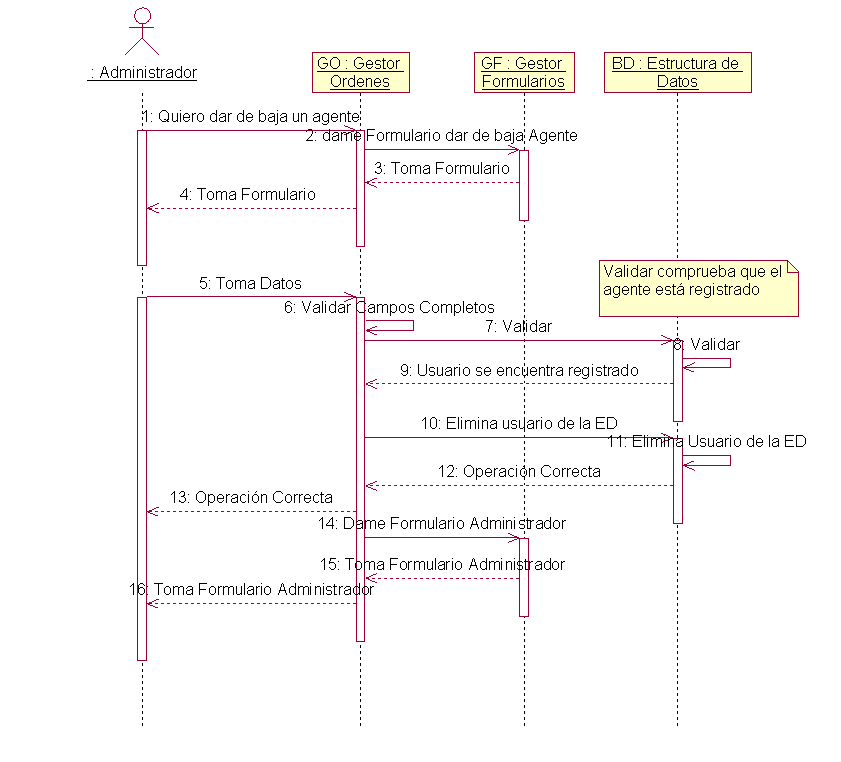 : Administrador
GO : Gestor
Ordenes
GF : Gestor
Formularios
BD : Estructura de
Datos
1: Quiero dar de baja un agente
2: dame Formulario dar de baja Agente
3: Toma Formulario
4: Toma Formulario
Validar comprueba que el
agente está registrado
5: Toma Datos
6: Validar Campos Completos
7: Validar
8: Validar
9: Usuario se encuentra registrado
10: Elimina usuario de la ED
11: Elimina Usuario de la ED
12: Operación Correcta
13: Operación Correcta
14: Dame Formulario Administrador
15: Toma Formulario Administrador
16: Toma Formulario Administrador